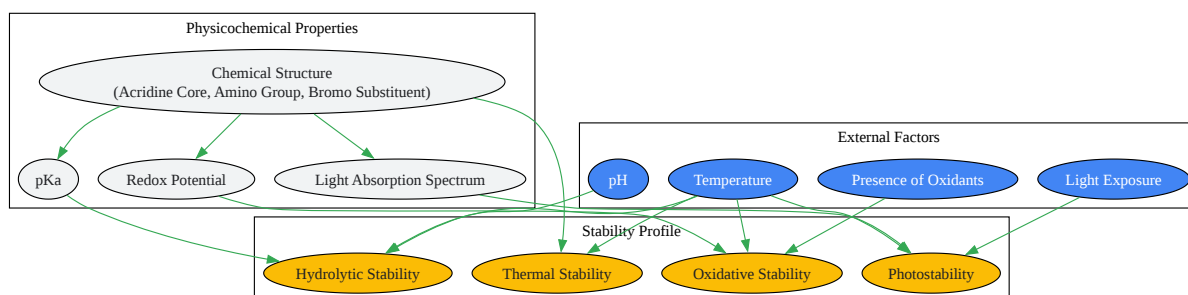 Physicochemical Properties
Chemical Structure
(Acridine Core, Amino Group, Bromo Substituent)
External Factors
pKa
Redox Potential
Light Absorption Spectrum
pH
Temperature
Presence of Oxidants
Light Exposure
Stability Profile
Hydrolytic Stability
Thermal Stability
Oxidative Stability
Photostability